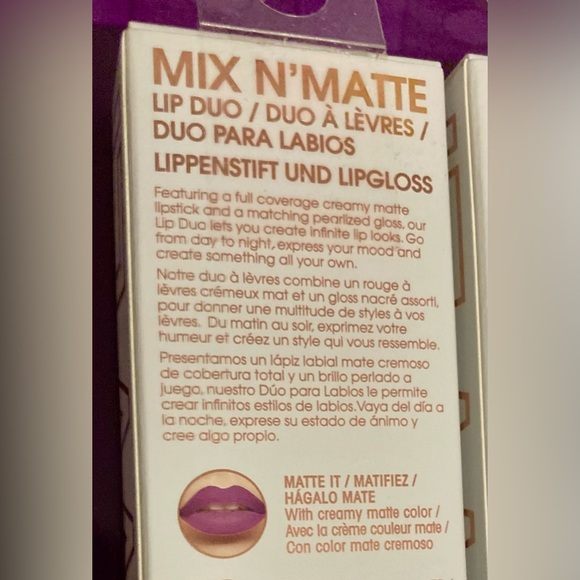 MIX N'MATTE
LIP DUO / DUO À LÈVRES /
DUO PARA LABIOS
LIPPENSTIFT UND LIPGLOSS
Featuring a full coverage creamy matte
lipstick and a matching pearlized gloss, our
Lip Duo lets you create infinite lip looks. Go
from day to night, express your mood and
create something all your own.
Notre duo à lèvres combine un rouge à
lèvres crémeux mat et un gloss nacré assorti,
pour donner une multitude de styles à vos
lèvres. Du matin au soir, exprimez votre
humeur et créez un style qui vous ressemble.
Presentamos un lápiz labial mate cremoso
de cobertura total y un brillo perlado a
juego, nuestro Dúo para Labios le permite
crear infinitos estilos de labios. Vaya del día a
la noche, exprese su estado de ánimo y
cree algo propio.
MATTE IT / MATIFIEZ /
HÁGALO MATE
With creamy matte color /
Avec la crème couleur mate /
Con color mate cremoso